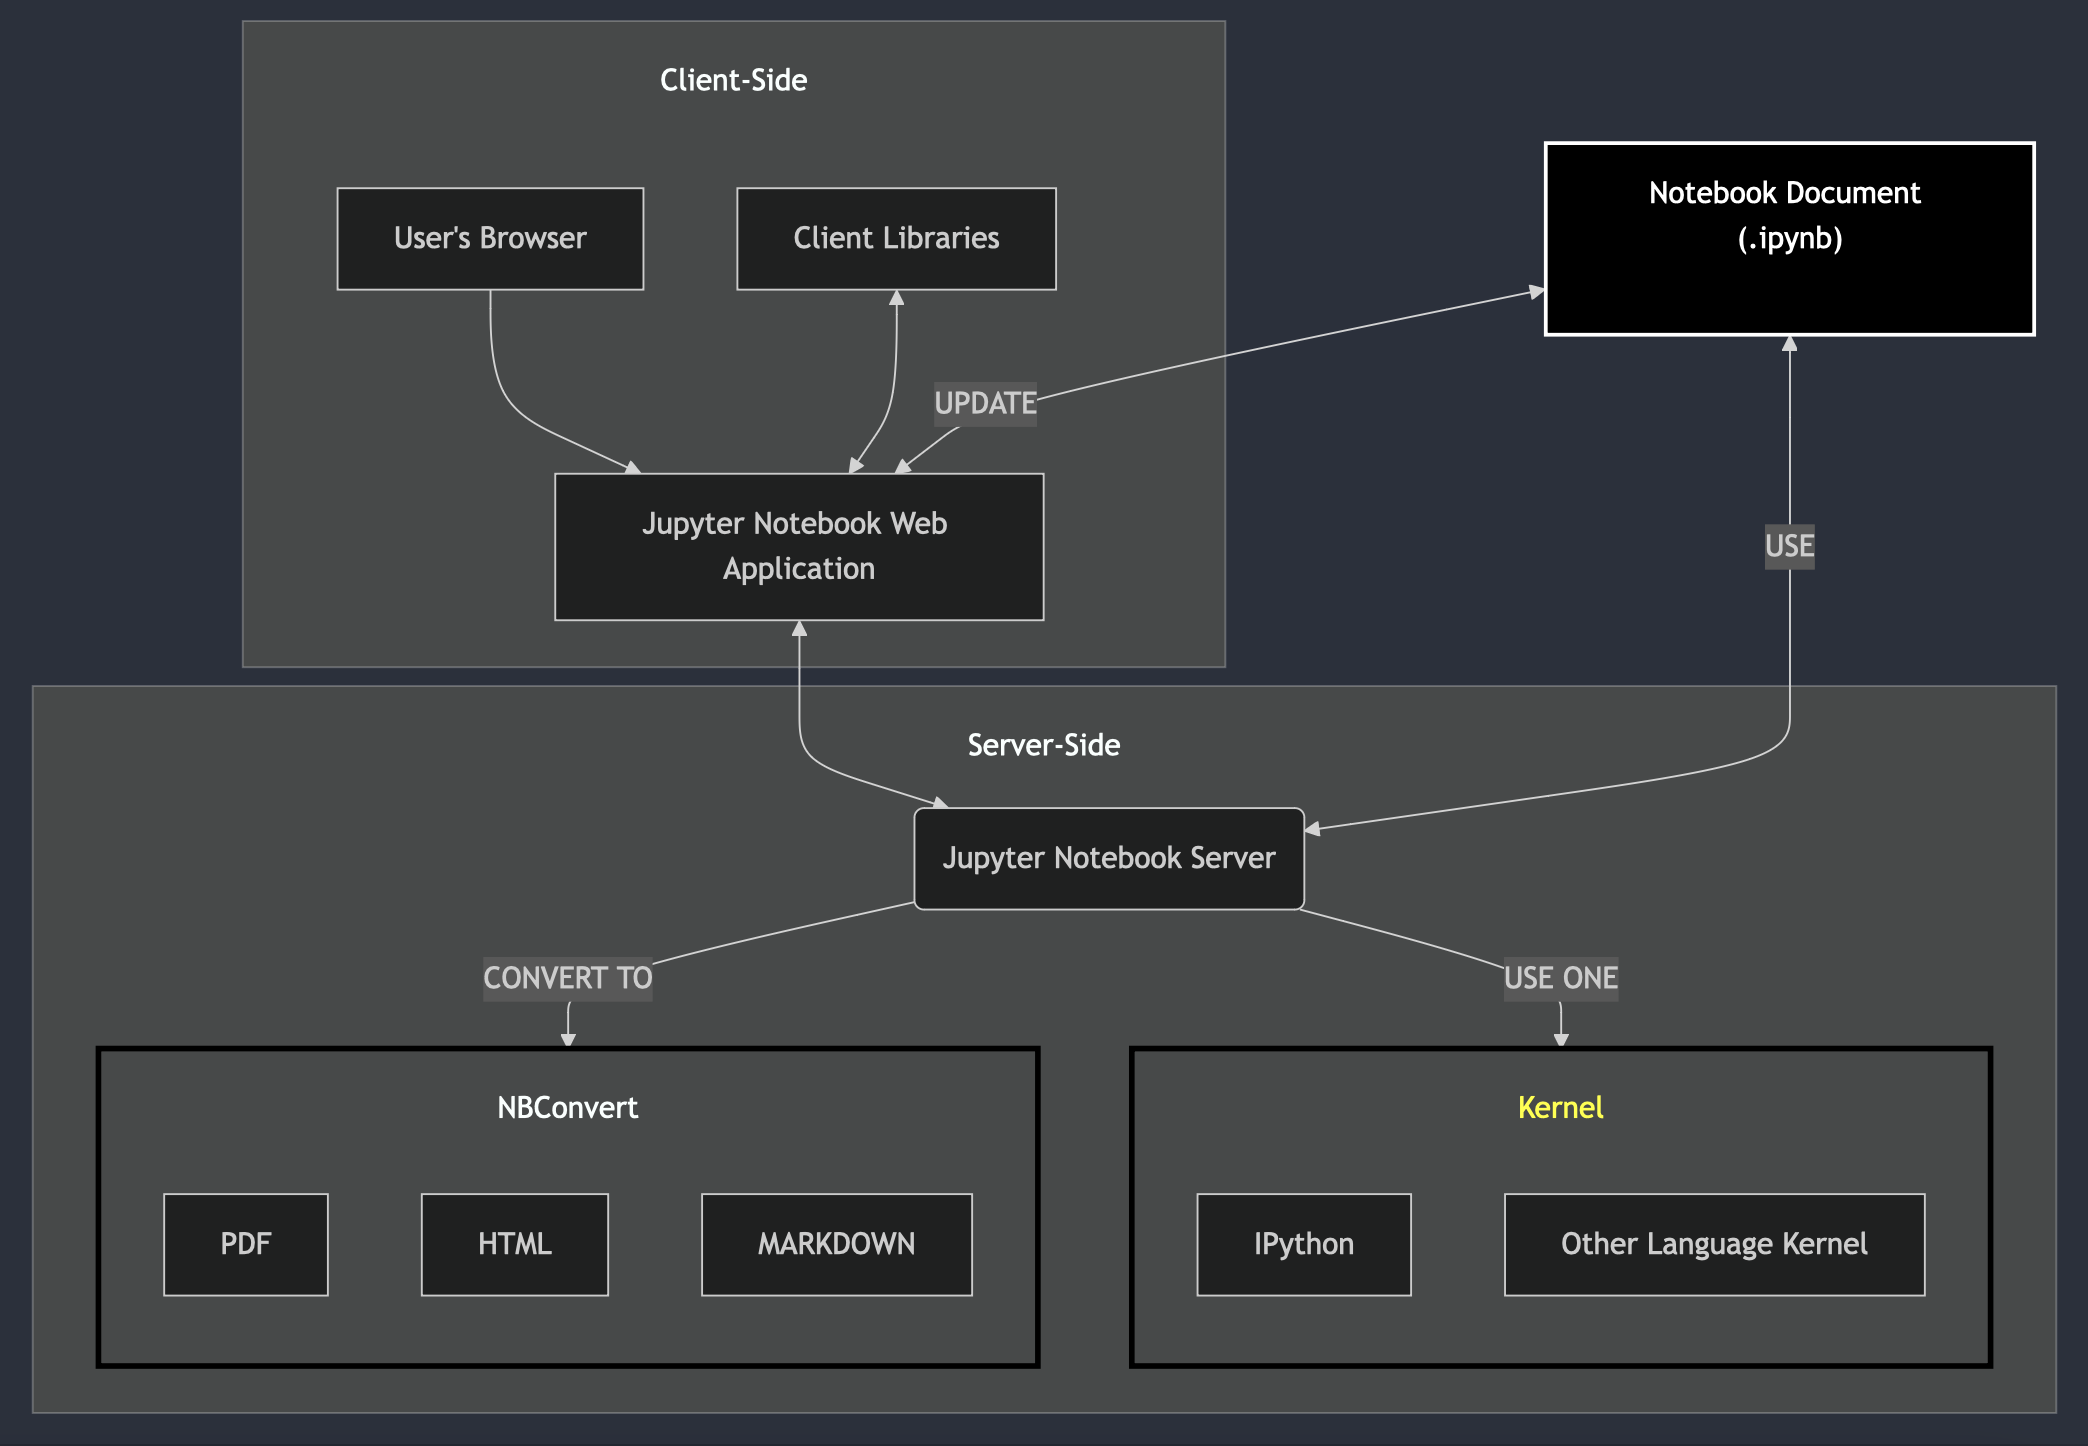 Client-Side
User's Browser
Client Libraries
Notebook Document
(.ipynb)
UPDATE
Jupyter Notebook Web
Application
USE
Server-Side
Jupyter Notebook Server
CONVERT TO
USE ONE
NBConvert
PDF
HTML
MARKDOWN
Kernel
IPython
Other Language Kernel